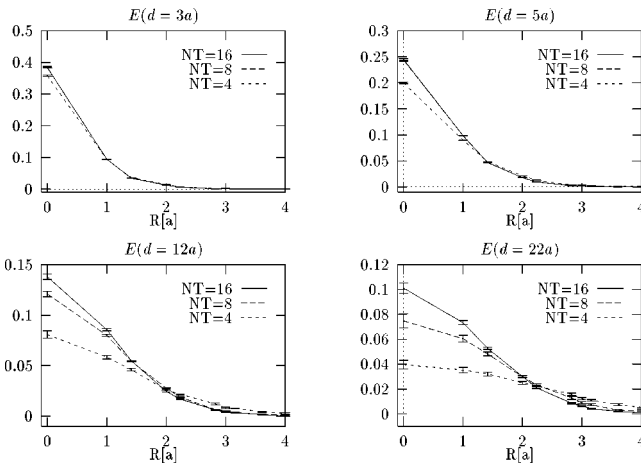 E(d = 3a)
0.5
0.4
0.3
0.2
0.1
0
NT=16
NT=8
NT=4
0 1 2 3 4
R[a]
E(d = 5a)
0.3
0.25
0.2
0.15
0.1
0.05
0
NT=16
NT=8
NT=4
0 1 2 3 4
R[a]
E(d = 12a)
0.15
0.1
0.05
0
NT=16
NT=8
NT=4
0 1 2 3 4
R[a]
E(d = 22a)
0.12
0.1
0.08
0.06
0.04
0.02
0
NT=16
NT=8
NT=4
0 1 2 3 4
R[a]